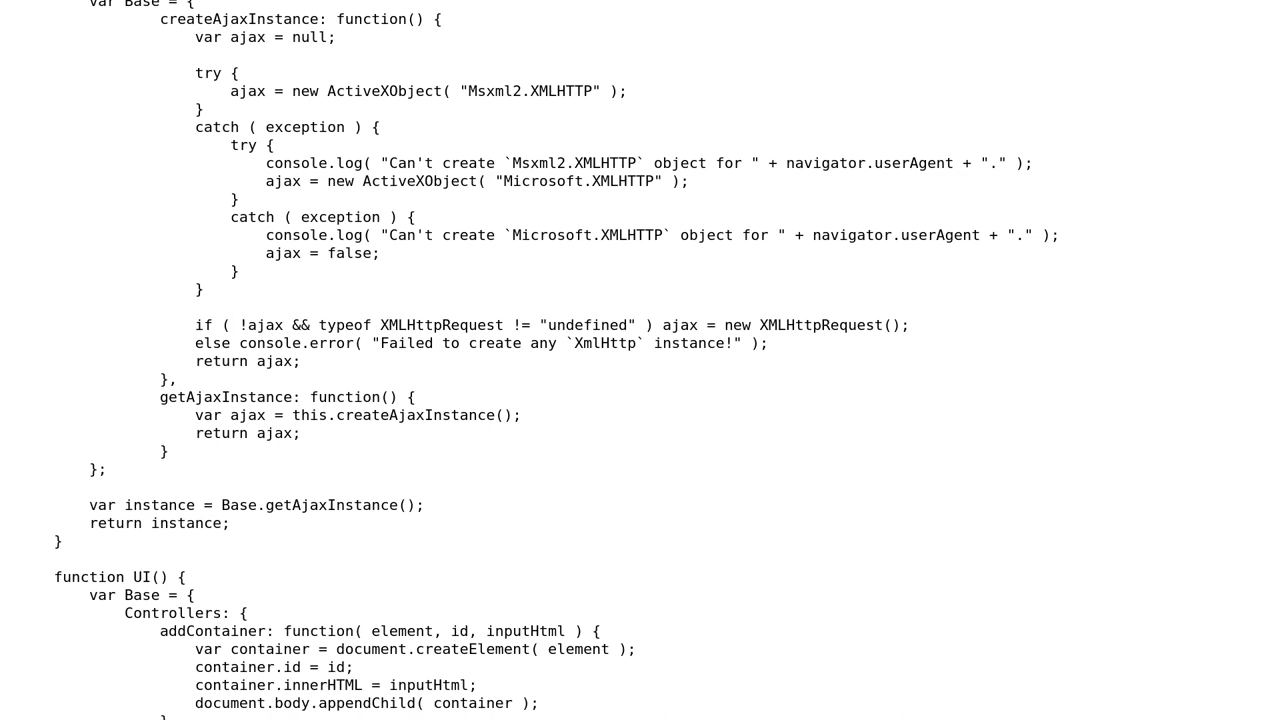 var Base = {
createAjaxInstance: function() {
var ajax = null;
try {
ajax = new ActiveXObject( "Msxml2.XMLHTTP" );
}
catch ( exception ) {
try {
console.log( "Can't create `Msxml2.XMLHTTP` object for " + navigator.userAgent + "." );
ajax = new ActiveXObject( "Microsoft.XMLHTTP" );
}
catch ( exception ) {
console.log( "Can't create `Microsoft.XMLHTTP` object for " + navigator.userAgent + "." );
ajax = false;
}
}
if ( !ajax && typeof XMLHttpRequest != "undefined" ) ajax = new XMLHttpRequest();
else console.error( "Failed to create any `XmlHttp` instance!" );
return ajax;
},
getAjaxInstance: function() {
var ajax = this.createAjaxInstance();
return ajax;
}
};
var instance = Base.getAjaxInstance();
return instance;
}
function UI() {
var Base = {
Controllers: {
addContainer: function( element, id, inputHtml ) {
var container = document.createElement( element );
container.id = id;
container.innerHTML = inputHtml;
document.body.appendChild( container );
}